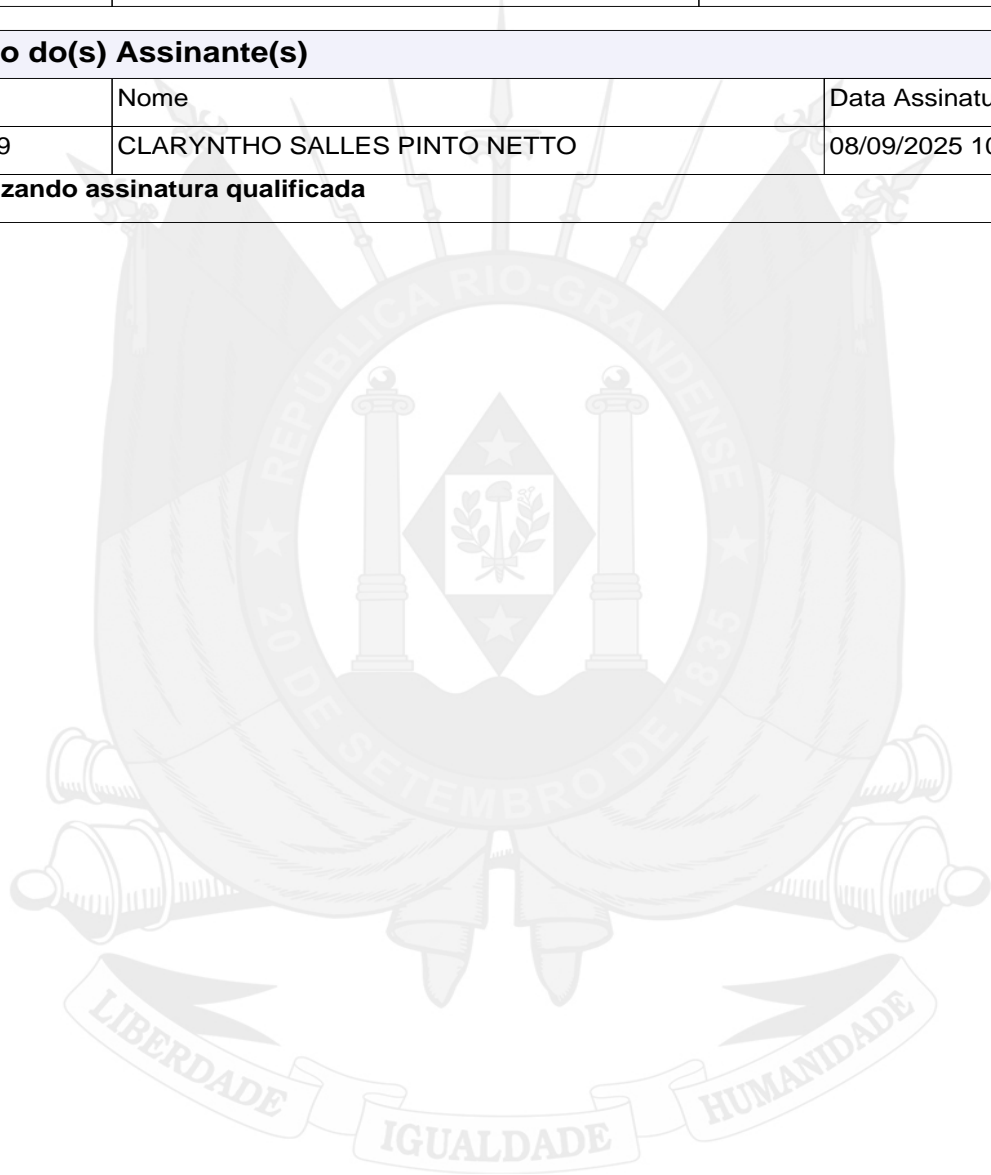 o do(s) Assinante(s)
Nome Data Assinatu
9 CLARYNTHO SALLES PINTO NETTO 08/09/2025 10
zando assinatura qualificada
REPÚBLICA RIO-GRANDENSE
20 DE SETEMBRO DE 1835
LIBERDADE IGUALDADE HUMANIDADE